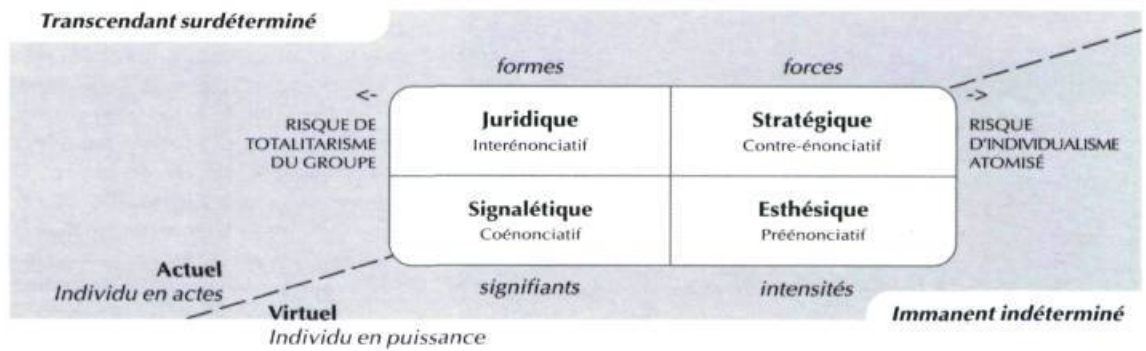 Transcendant surdéterminé
formes
forces
<-
->
RISQUE DE
TOTALITARISME
DU GROUPE
Juridique
Interénonciatif
Stratégique
Contre-énonciatif
RISQUE
D'INDIVIDUALISME
ATOMISÉ
Signalétique
Coénonciatif
Esthésique
Préénonciatif
Actuel
Individu en actes
signifiants
intensités
Virtuel
Individu en puissance
Immanent indéterminé